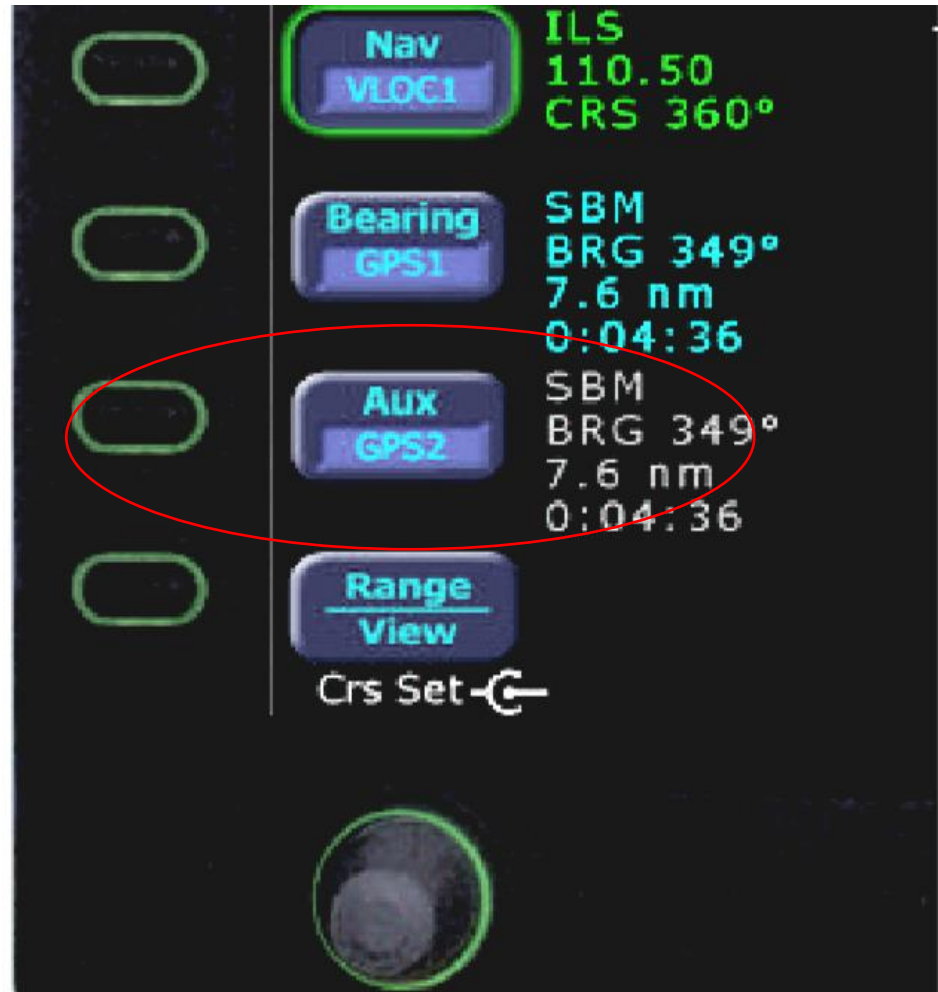 Nav
VLOC1
ILS
110.50
CRS 360°
Bearing
GPS1
SBM
BRG 349°
7.6 nm
0:04:36
Aux
GPS2
SBM
BRG 349°
7.6 nm
0:04:36
Range
View
Crs Set